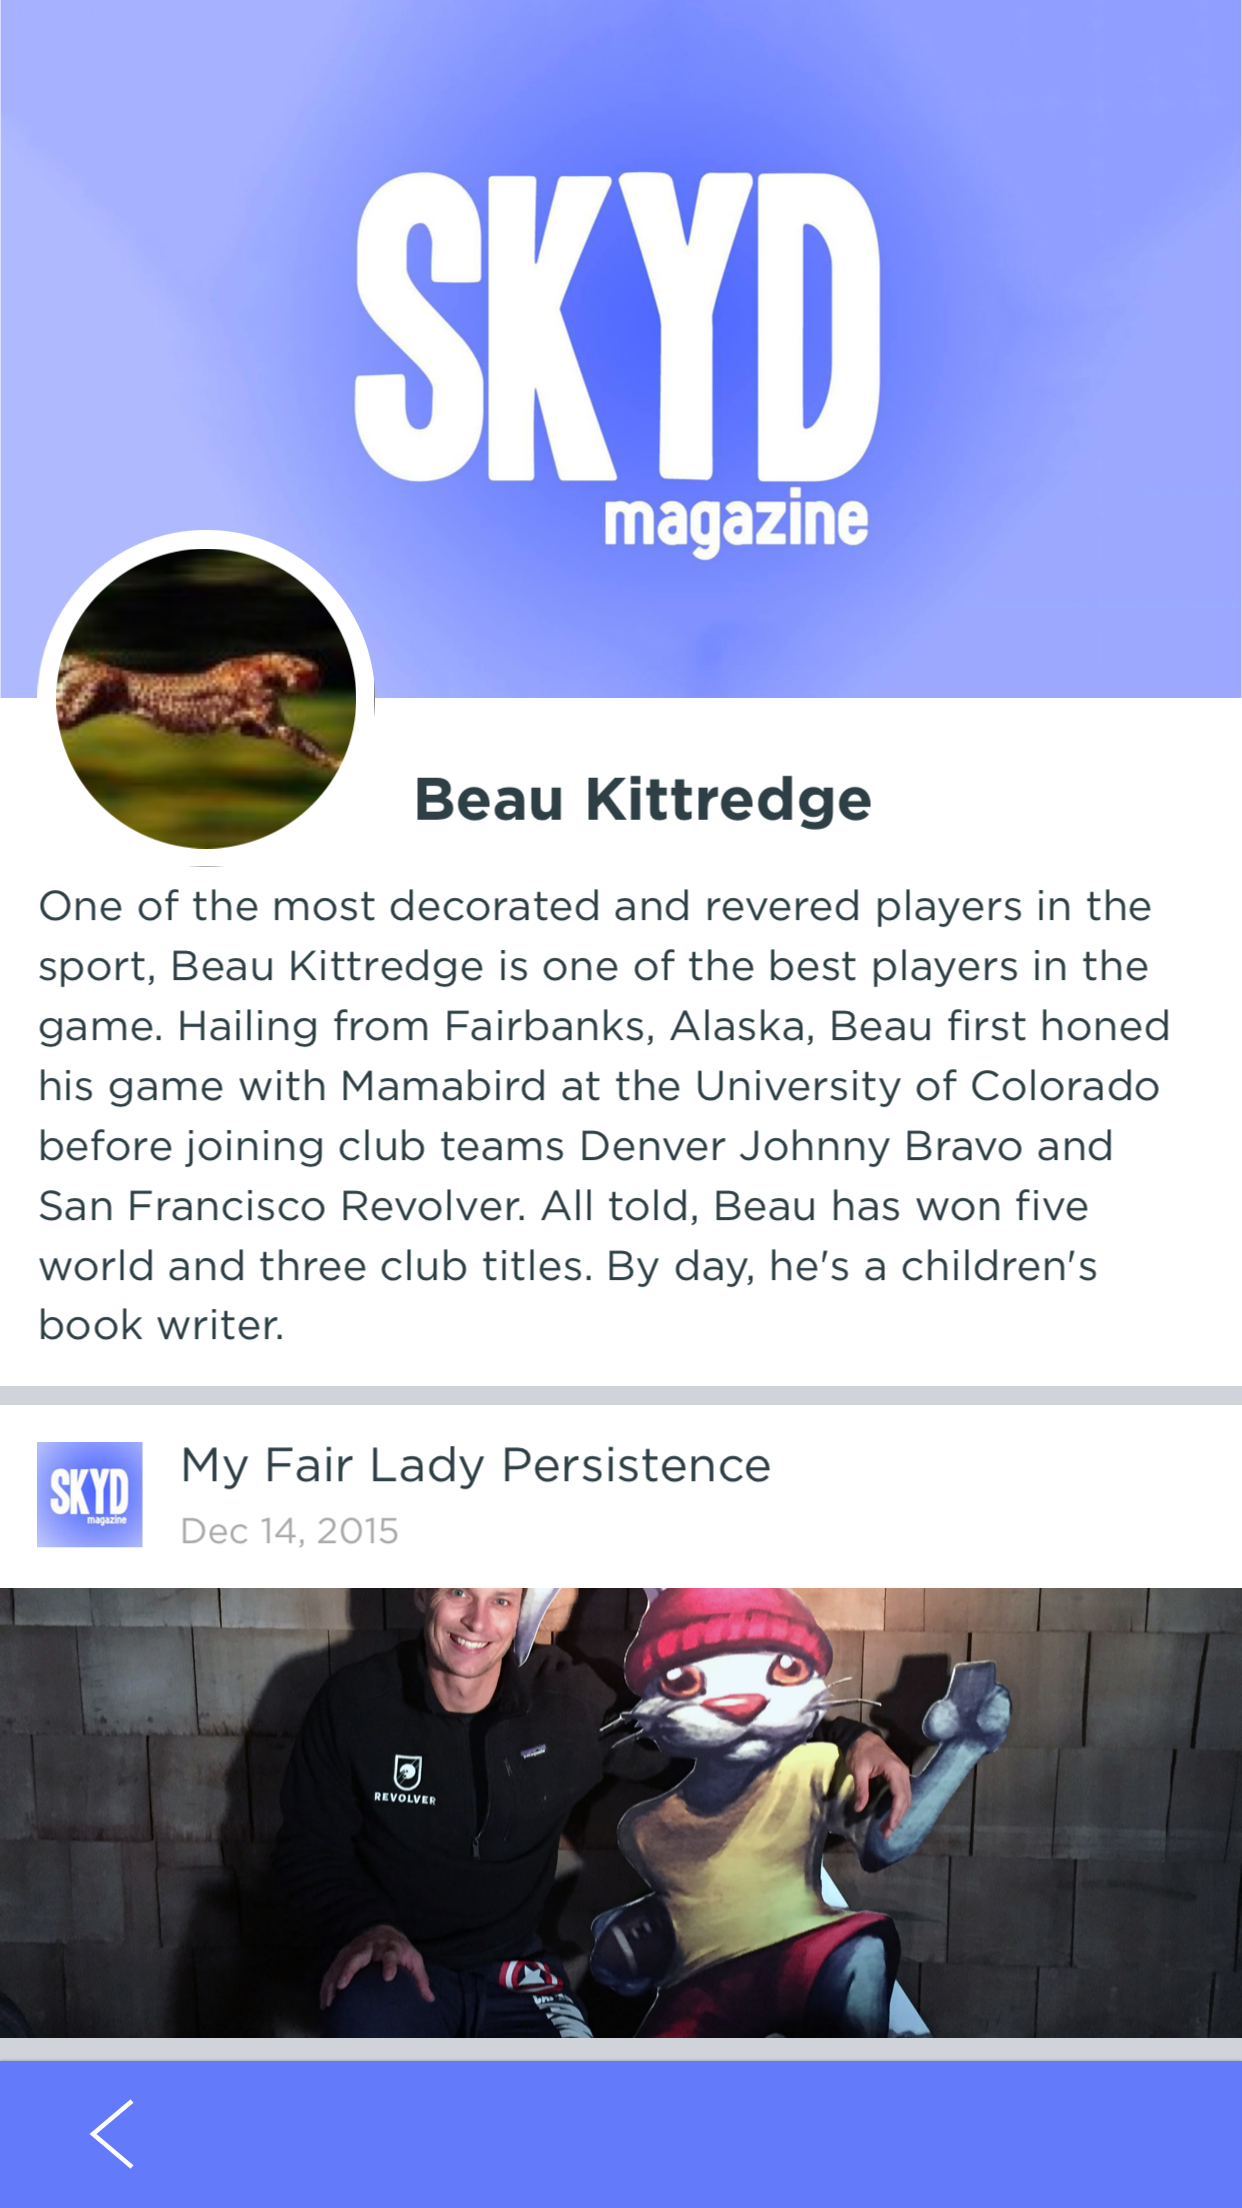 SKYD
magazine
Beau Kittredge
One of the most decorated and revered players in the
sport, Beau Kittredge is one of the best players in the
game. Hailing from Fairbanks, Alaska, Beau first honed
his game with Mamabird at the University of Colorado
before joining club teams Denver Johnny Bravo and
San Francisco Revolver. All told, Beau has won five
world and three club titles. By day, he's a children's
book writer.
SKYD
magazine
My Fair Lady Persistence
Dec 14, 2015
REVOLVER